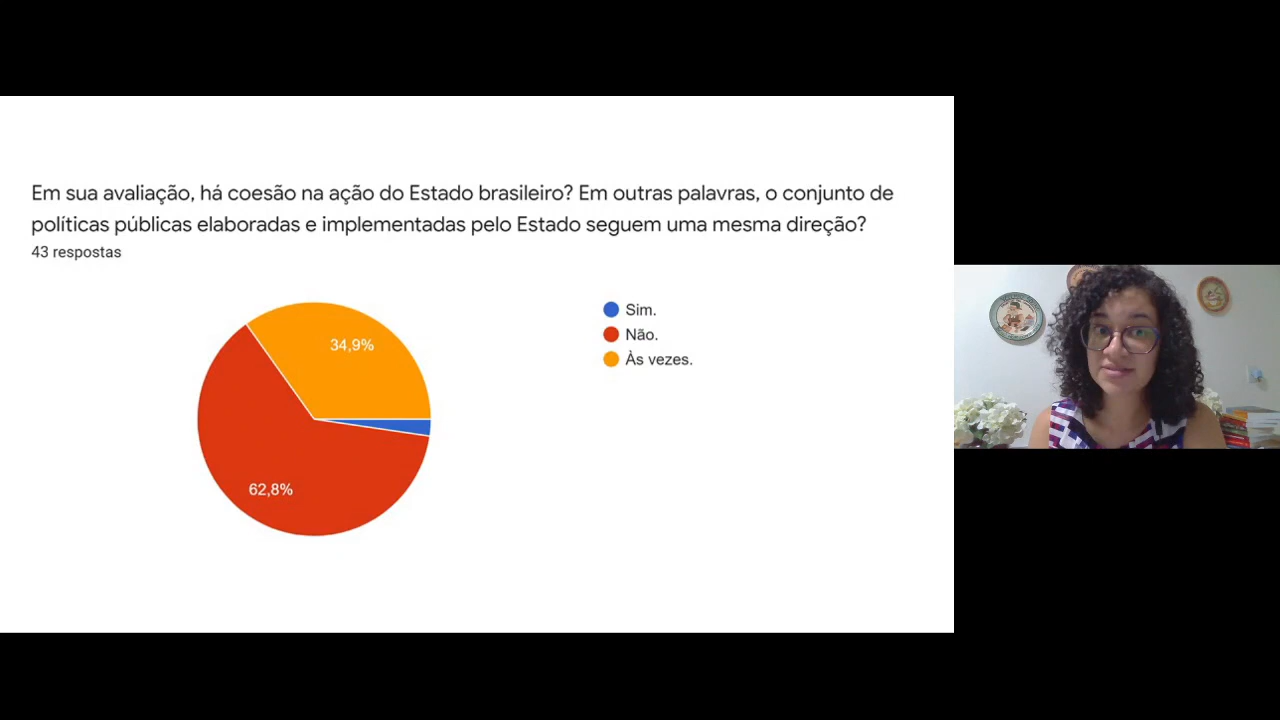 Em sua avaliação, há coesão na ação do Estado brasileiro? Em outras palavras, o conjunto de
políticas públicas elaboradas e implementadas pelo Estado seguem uma mesma direção?
43 respostas
Sim.
Não.
Às vezes.
34,9%
62,8%